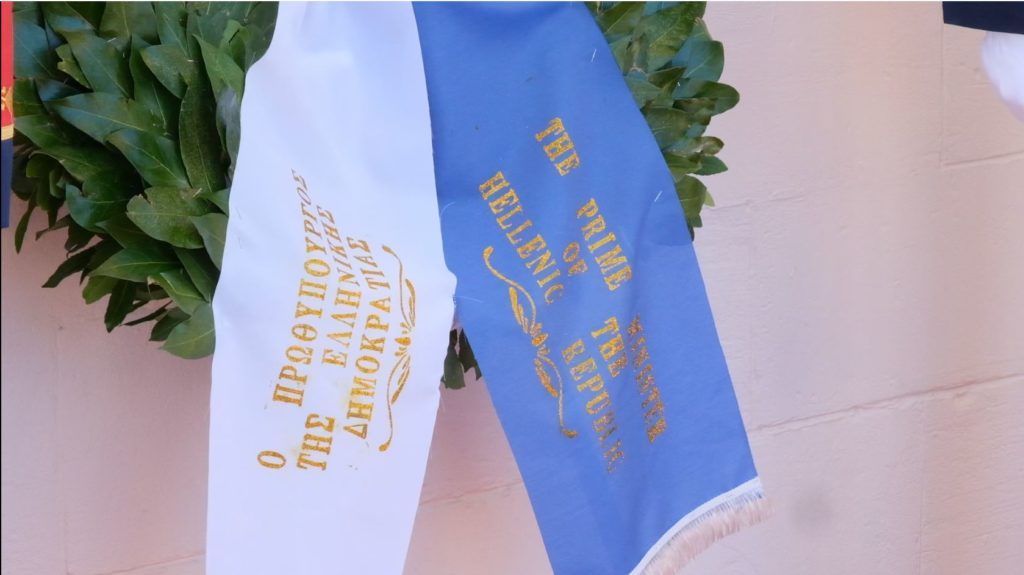 Ο ΠΡΩΘΥΠΟΥΡΓΟΣ
ΤΗΣ ΕΛΛΗΝΙΚΗΣ
ΔΗΜΟΚΡΑΤΙΑΣ
THE PRIME MINISTER
OF THE
HELLENIC REPUBLIC